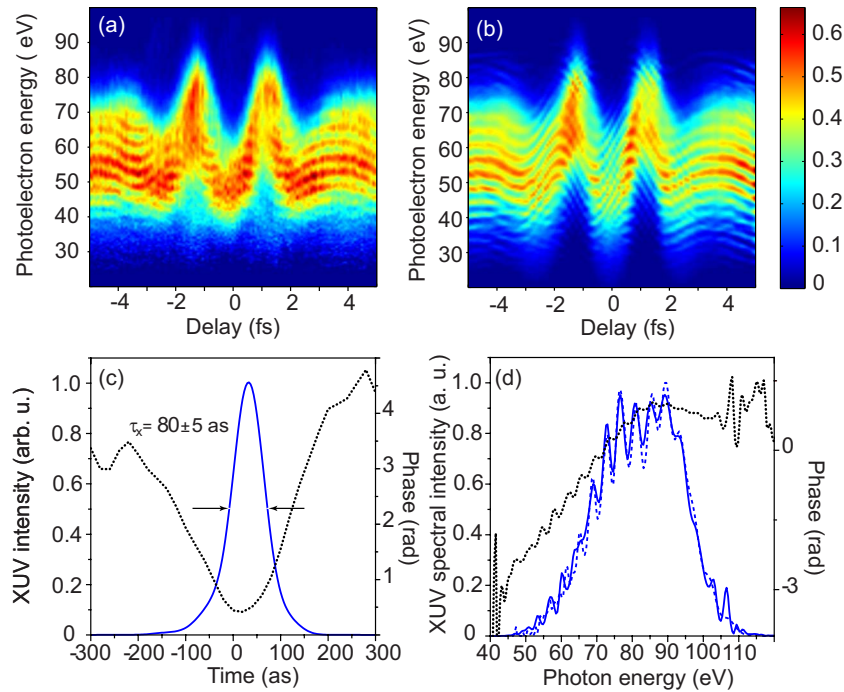 (a)
Photoelectron energy ( eV)
90
80
70
60
50
40
30
-4 -2 0 2 4
Delay (fs)
(b)
Photoelectron energy (eV)
90
80
70
60
50
40
30
20
-4 -2 0 2 4
Delay (fs)
0.6
0.5
0.4
0.3
0.2
0.1
0
(c)
τx= 80±5 as
XUV intensity (arb. u.)
1.0
0.8
0.6
0.4
0.2
0
4
3
2
1
Phase (rad)
-300 -200 -100 0 100 200 300
Time (as)
(d)
XUV spectral intensity (a. u.)
1.0
0.8
0.6
0.4
0.2
0
0
-3
Phase (rad)
40 50 60 70 80 90 100 110
Photon energy (eV)